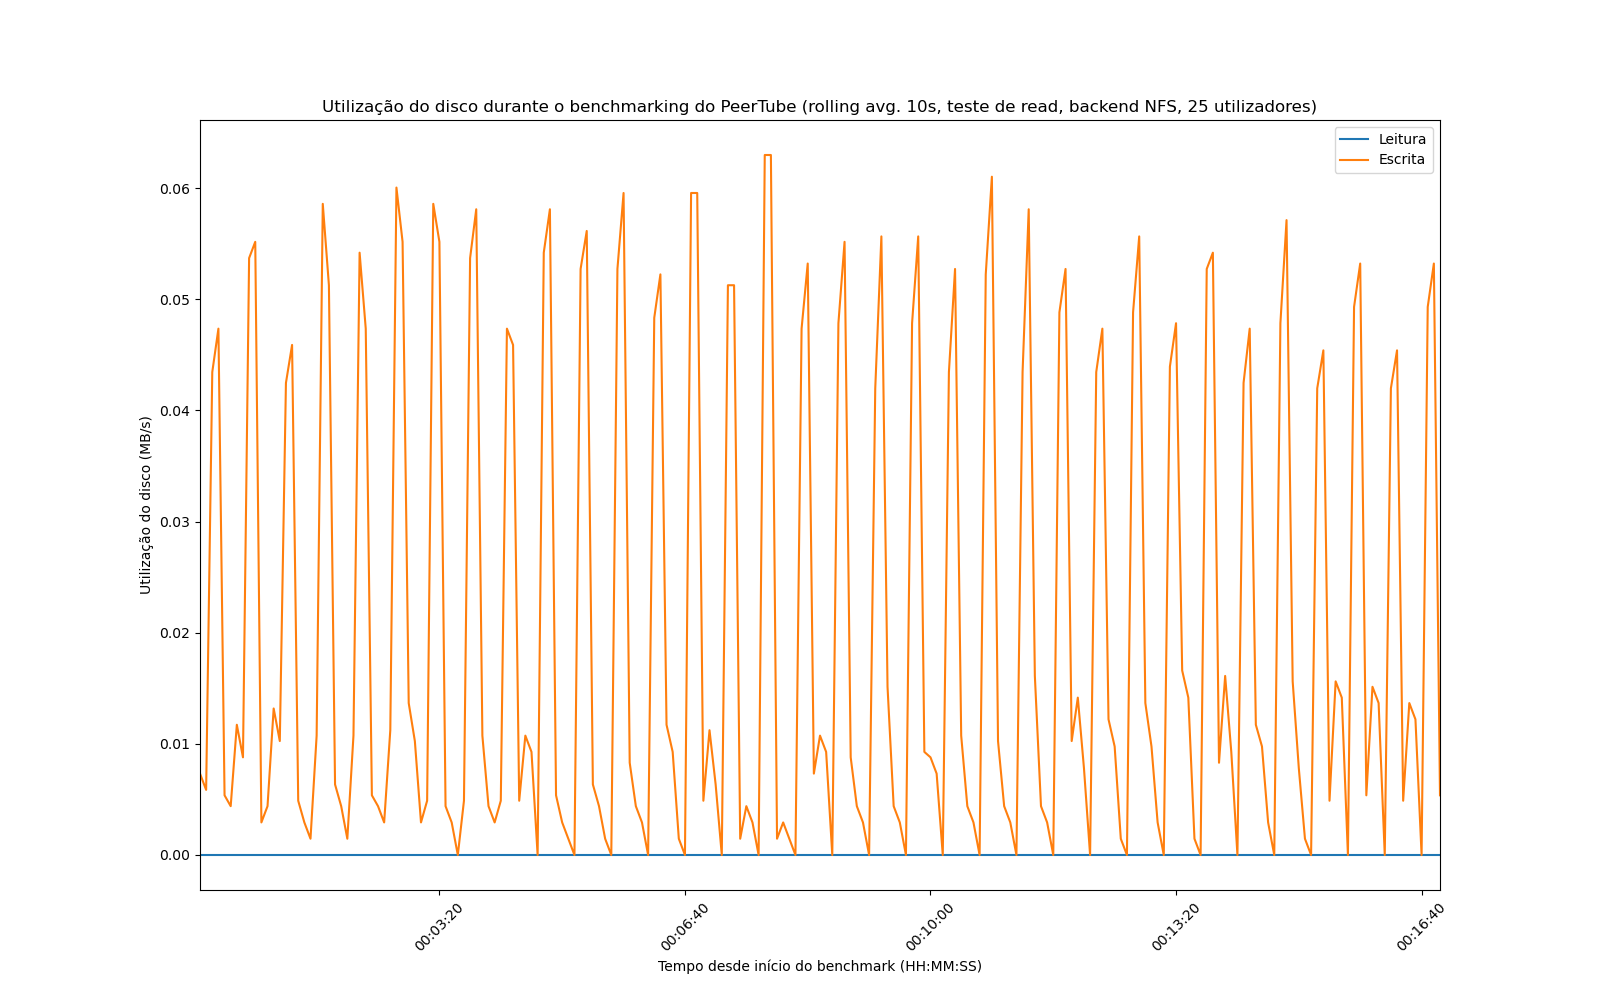 Utilização do disco durante o benchmarking do PeerTube (rolling avg. 10s, teste de read, backend NFS, 25 utilizadores)
Leitura
Escrita
Utilização do disco (MB/s)
0.06
0.05
0.04
0.03
0.02
0.01
0.00
00:03:20
00:06:40
00:10:00
00:13:20
00:16:40
Tempo desde início do benchmark (HH:MM:SS)